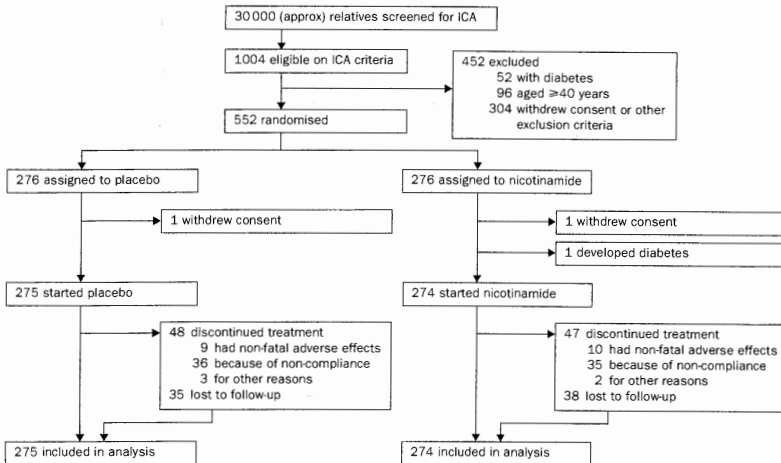 30 000 (approx) relatives screened for ICA
1004 eligible on ICA criteria
452 excluded
52 with diabetes
96 aged ≥40 years
304 withdrew consent or other
exclusion criteria
552 randomised
276 assigned to placebo
276 assigned to nicotinamide
1 withdrew consent
1 withdrew consent
1 developed diabetes
275 started placebo
274 started nicotinamide
48 discontinued treatment
9 had non-fatal adverse effects
36 because of non-compliance
3 for other reasons
35 lost to follow-up
47 discontinued treatment
10 had non-fatal adverse effects
35 because of non-compliance
2 for other reasons
38 lost to follow-up
275 included in analysis
274 included in analysis